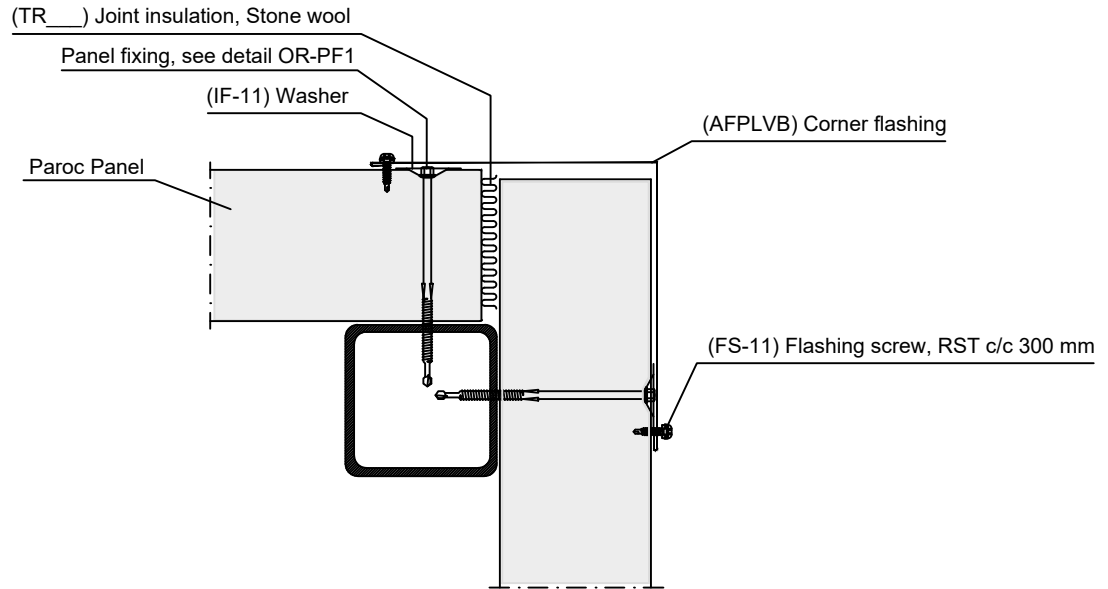 (TR___) Joint insulation, Stone wool
Panel fixing, see detail OR-PF1
(IF-11) Washer
(AFPLVB) Corner flashing
Paroc Panel
(FS-11) Flashing screw, RST c/c 300 mm